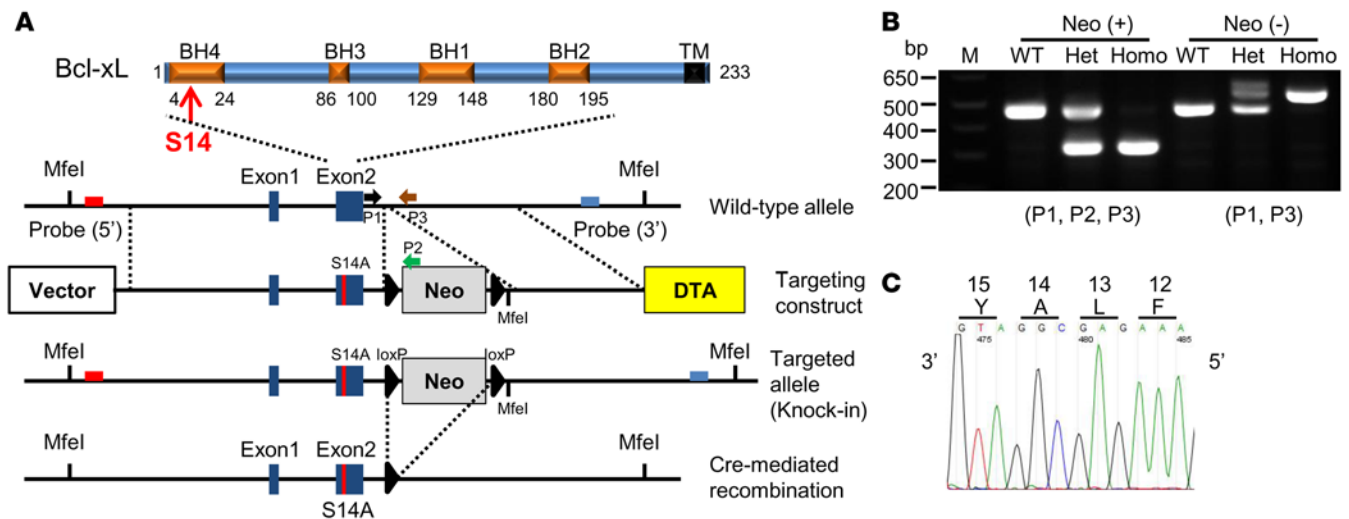 A
Bcl-xL
1
BH4
BH3
BH1
BH2
TM
233
4
24
86
100
129
148
180
195
S14
MfeI
Exon1
Exon2
MfeI
P1
P3
Wild-type allele
Probe (5’)
Probe (3’)
P2
S14A
Vector
Neo
DTA
Targeting
construct
MfeI
MfeI
S14A
loxP
loxP
MfeI
Neo
Targeted
allele
(Knock-in)
MfeI
MfeI
Exon1
Exon2
MfeI
Cre-mediated
recombination
S14A
B
Neo (+)
Neo (-)
bp
M
WT
Het
Homo
WT
Het
Homo
650
500
400
300
200
(P1, P2, P3)
(P1, P3)
C
15
14
13
12
Y
A
L
F
G T A G G C G A G A A A
475
480
485
3’
5’